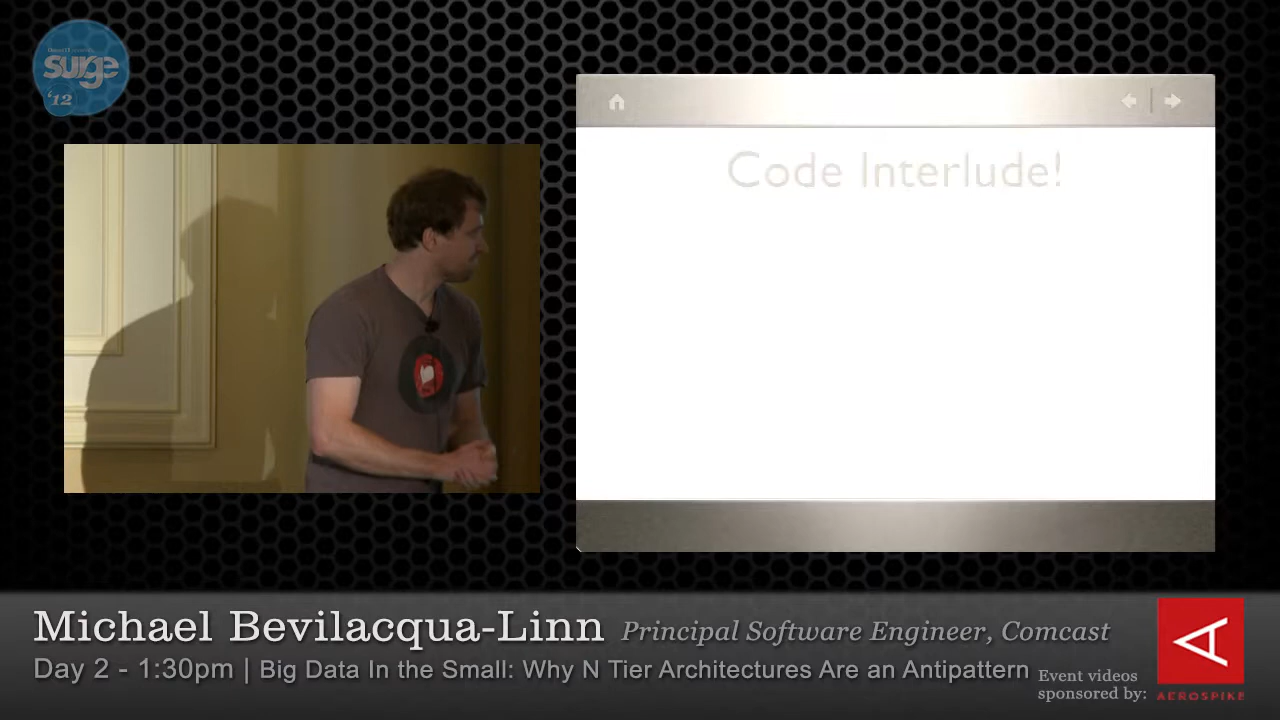 surge
'12
Code Interlude!
Michael Bevilacqua-Linn Principal Software Engineer, Comcast
Day 2 - 1:30pm | Big Data In the Small: Why N Tier Architectures Are an Antipattern
Event videos
sponsored by:
AEROSPIKE